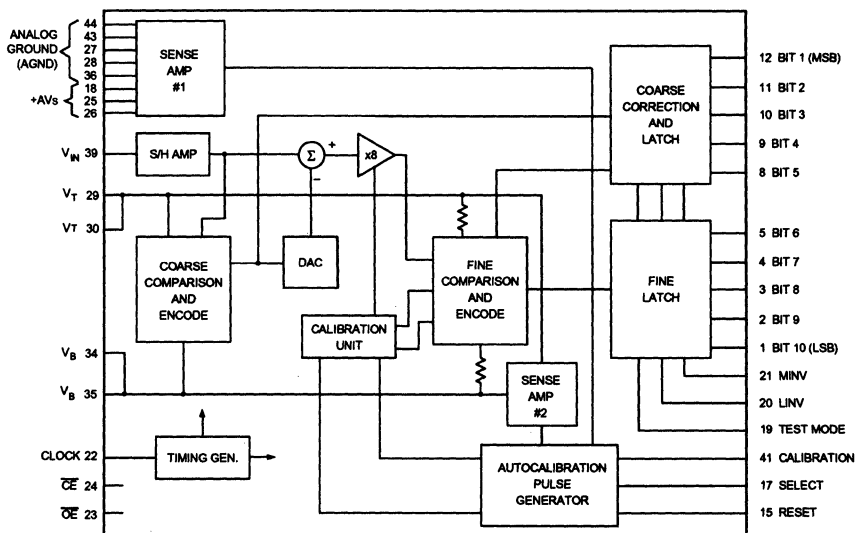 ANALOG
GROUND
(AGND)
44
43
27
28
36
+AVs
18
25
26
SENSE
AMP
#1
VIN 39
S/H AMP
Σ
+
−
x8
VT 29
VT 30
COARSE
COMPARISON
AND
ENCODE
DAC
FINE
COMPARISON
AND
ENCODE
CALIBRATION
UNIT
VB 34
VB 35
SENSE
AMP
#2
CLOCK 22
TIMING GEN.
CE 24
OE 23
AUTOCALIBRATION
PULSE
GENERATOR
COARSE
CORRECTION
AND
LATCH
FINE
LATCH
12 BIT 1 (MSB)
11 BIT 2
10 BIT 3
9 BIT 4
8 BIT 5
5 BIT 6
4 BIT 7
3 BIT 8
2 BIT 9
1 BIT 10 (LSB)
21 MINV
20 LINV
19 TEST MODE
41 CALIBRATION
17 SELECT
15 RESET